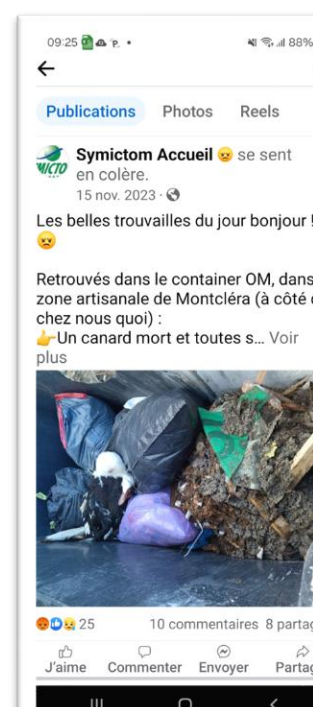 09:25 P. • 88%
Publications Photos Reels
Symictom Accueil 😠 se sent
en colère.
15 nov. 2023 ·
Les belles trouvailles du jour bonjour !
😠
Retrouvés dans le container OM, dans
zone artisanale de Montcléra (à côté
chez nous quoi) :
👉Un canard mort et toutes s... Voir
plus
25 10 commentaires 8 partag
J'aime Commenter Envoyer Partag